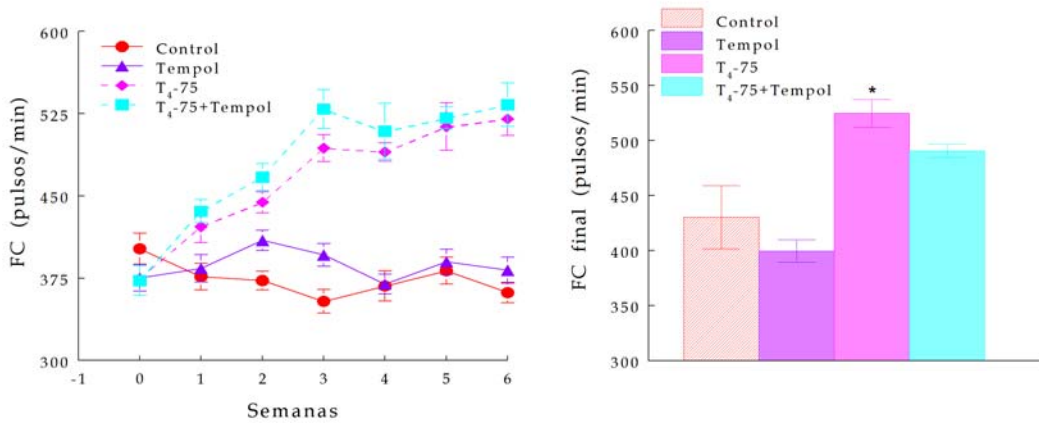 600
525
450
375
300
FC (pulsos/min)
Control
Tempol
T₄-75
T₄-75+Tempol
-1 0 1 2 3 4 5 6
Semanas
600
550
500
450
400
350
300
FC final (pulsos/min)
Control
Tempol
T₄-75
T₄-75+Tempol
*